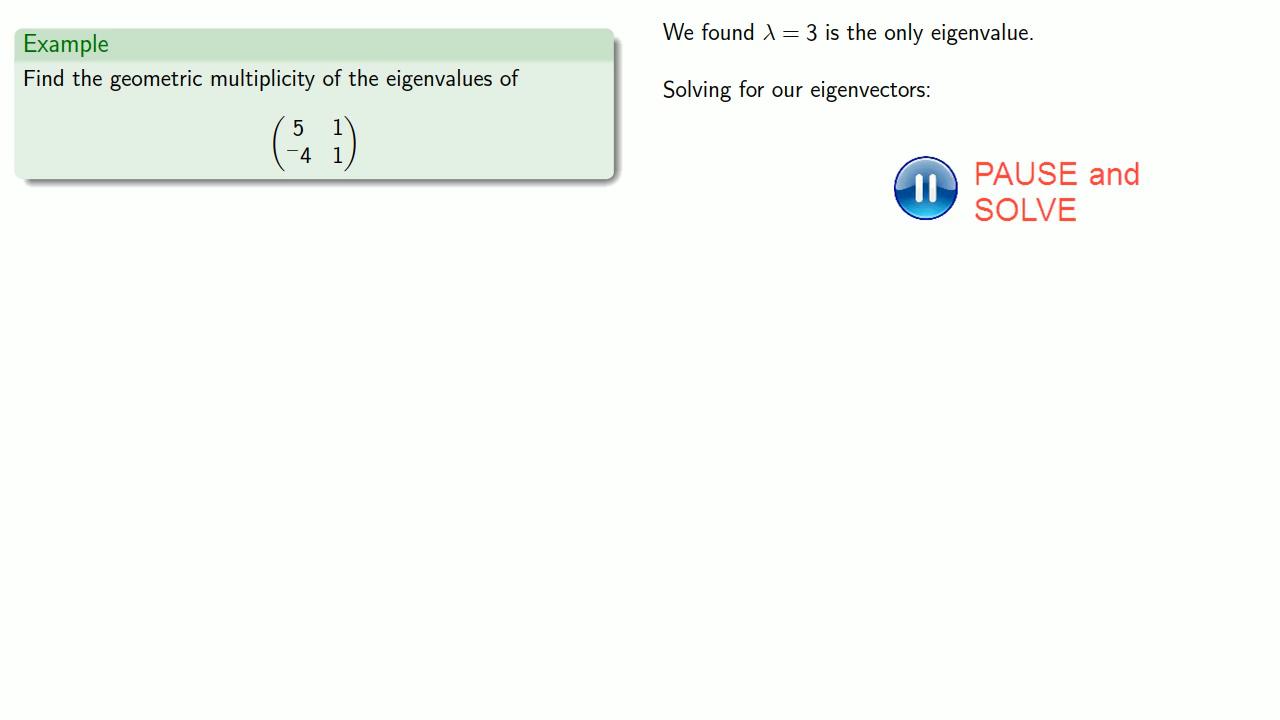 Example
Find the geometric multiplicity of the eigenvalues of
5 1
⁻4 1
We found λ = 3 is the only eigenvalue.
Solving for our eigenvectors:
PAUSE and
SOLVE